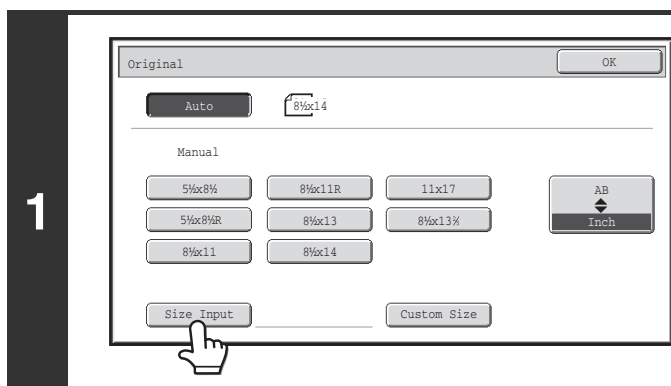 1
Original OK
Auto 8½x14
Manual
5½x8½ 8½x11R 11x17 AB
5½x8½R 8½x13 8½x13⅖ Inch
8½x11 8½x14
Size Input Custom Size